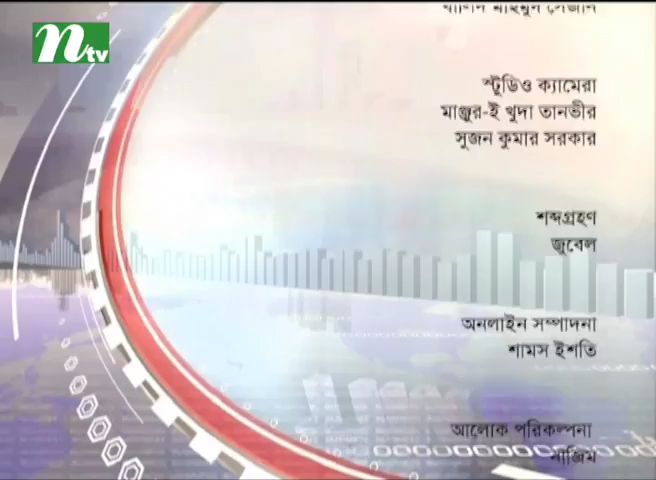 ntv
স্টুডিও ক্যামেরা
মাঞ্জুর-ই খুদা তানভীর
সুজন কুমার সরকার
শব্দগ্রহণ
জুবেল
অনলাইন সম্পাদনা
শামস ইশতি
আলোক পরিকল্পনা
নাজিম